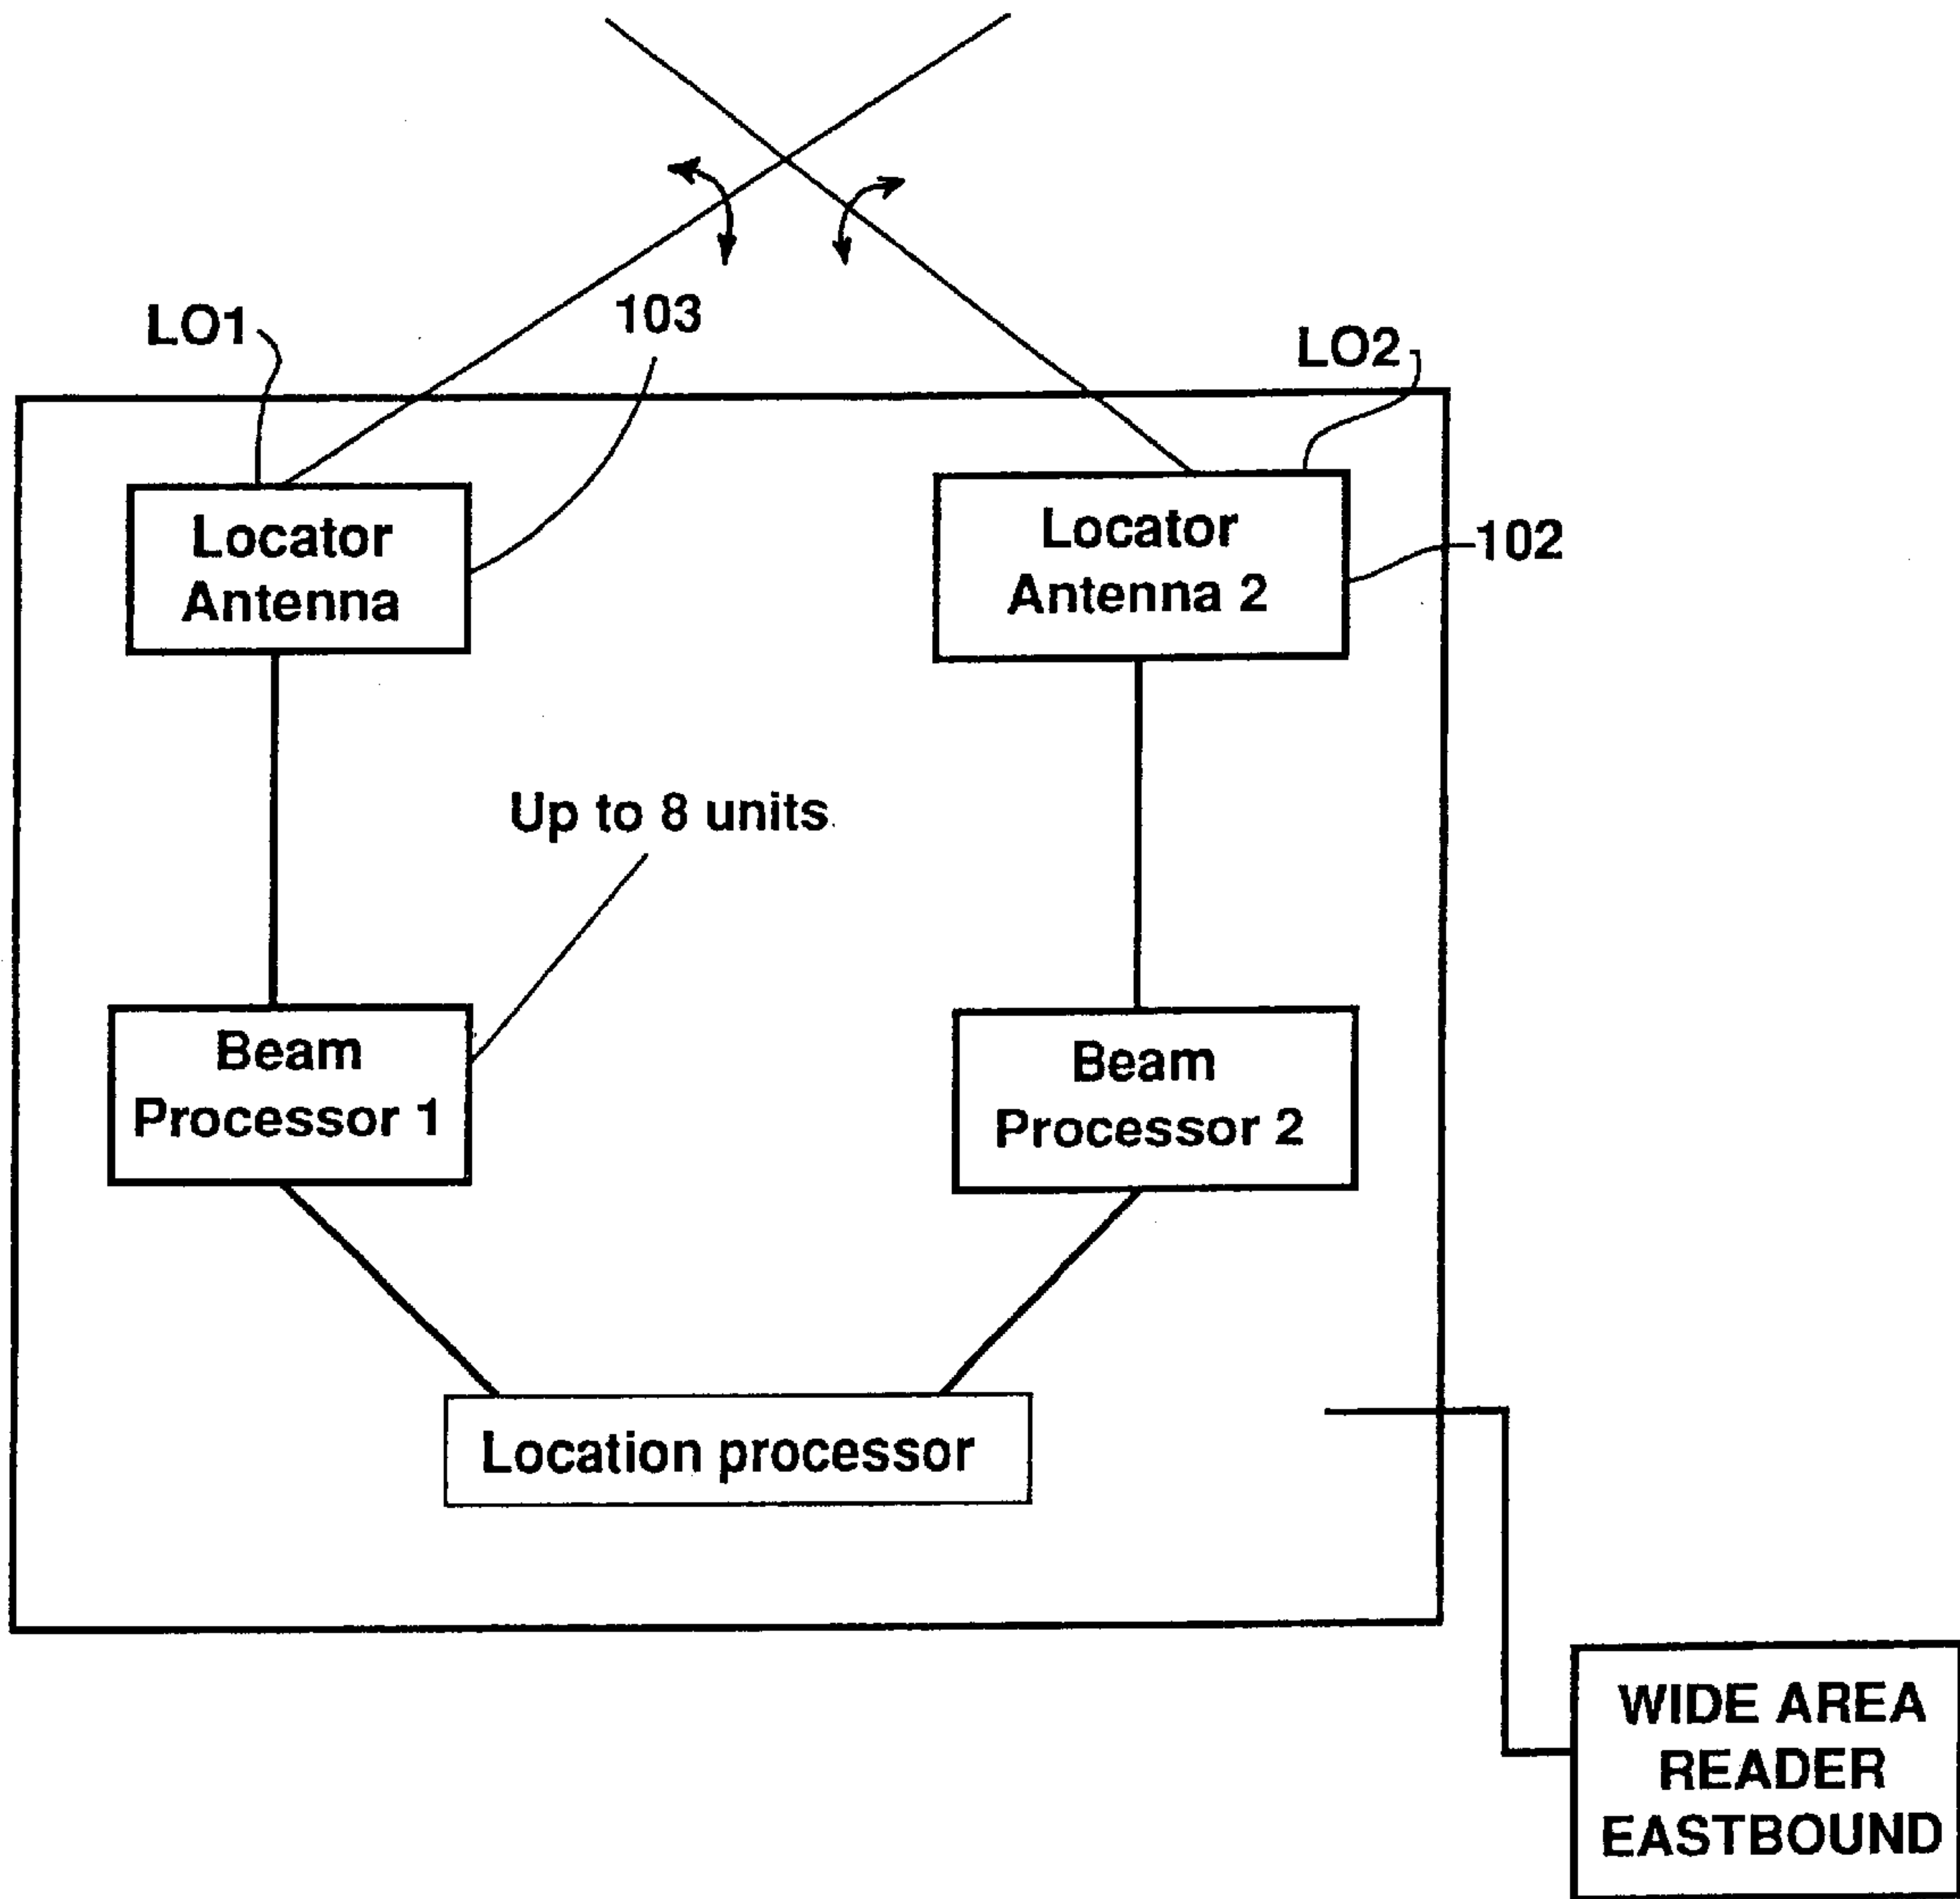 LO1
103
LO2
Locator
Antenna
Locator
Antenna 2
102
Up to 8 units
Beam
Processor 1
Beam
Processor 2
Location processor
WIDE AREA
READER
EASTBOUND